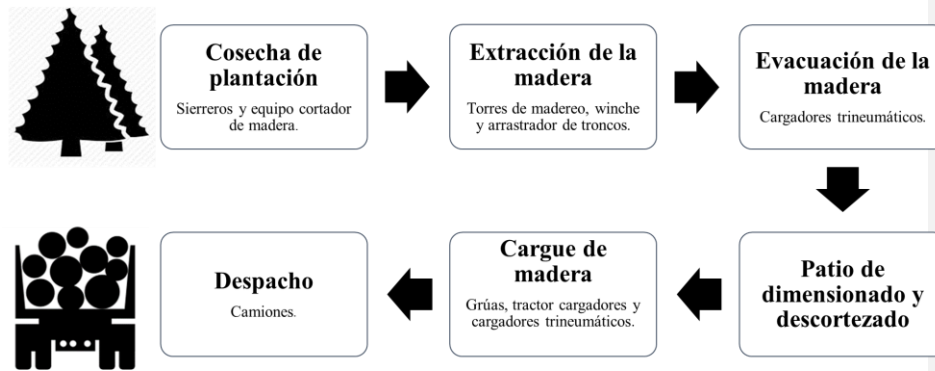 Cosecha de
plantación
Sierreros y equipo cortador
de madera.
Extracción de la
madera
Torres de madereo, winche
y arrastrador de troncos.
Evacuación de la
madera
Cargadores trineumáticos.
Patio de
dimensionado y
descortezado
Cargue de
madera
Grúas, tractor cargadores y
cargadores trineumáticos.
Despacho
Camiones.